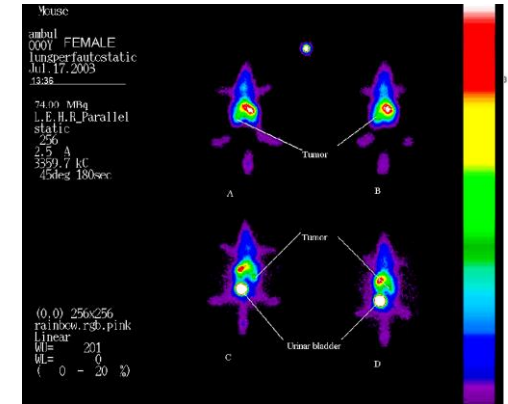 Mouse
ambul
000Y FEMALE
lungperfautostatic
Jul.17.2003
13:36
74.00 MBq
L.E.H.R_Parallel
static
256
2.5 A
3359.7 kC
45deg 180sec
Tumor
A
B
Tumor
Urinar bladder
C
D
(0,0) 256x256
rainbow.rgb.pink
Linear
WU= 201
WL= 0
( 0 - 20 %)